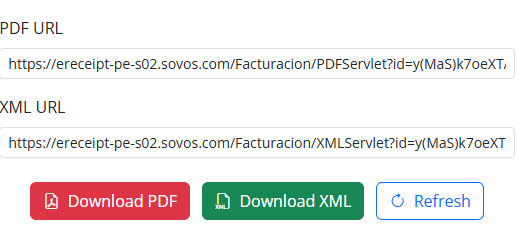 PDF URL
https://ereceipt-pe-s02.sovos.com/Facturacion/PDFServlet?id=y(MaS)k7oeXTA
XML URL
https://ereceipt-pe-s02.sovos.com/Facturacion/XMLServlet?id=y(MaS)k7oeXT
Download PDF
Download XML
Refresh